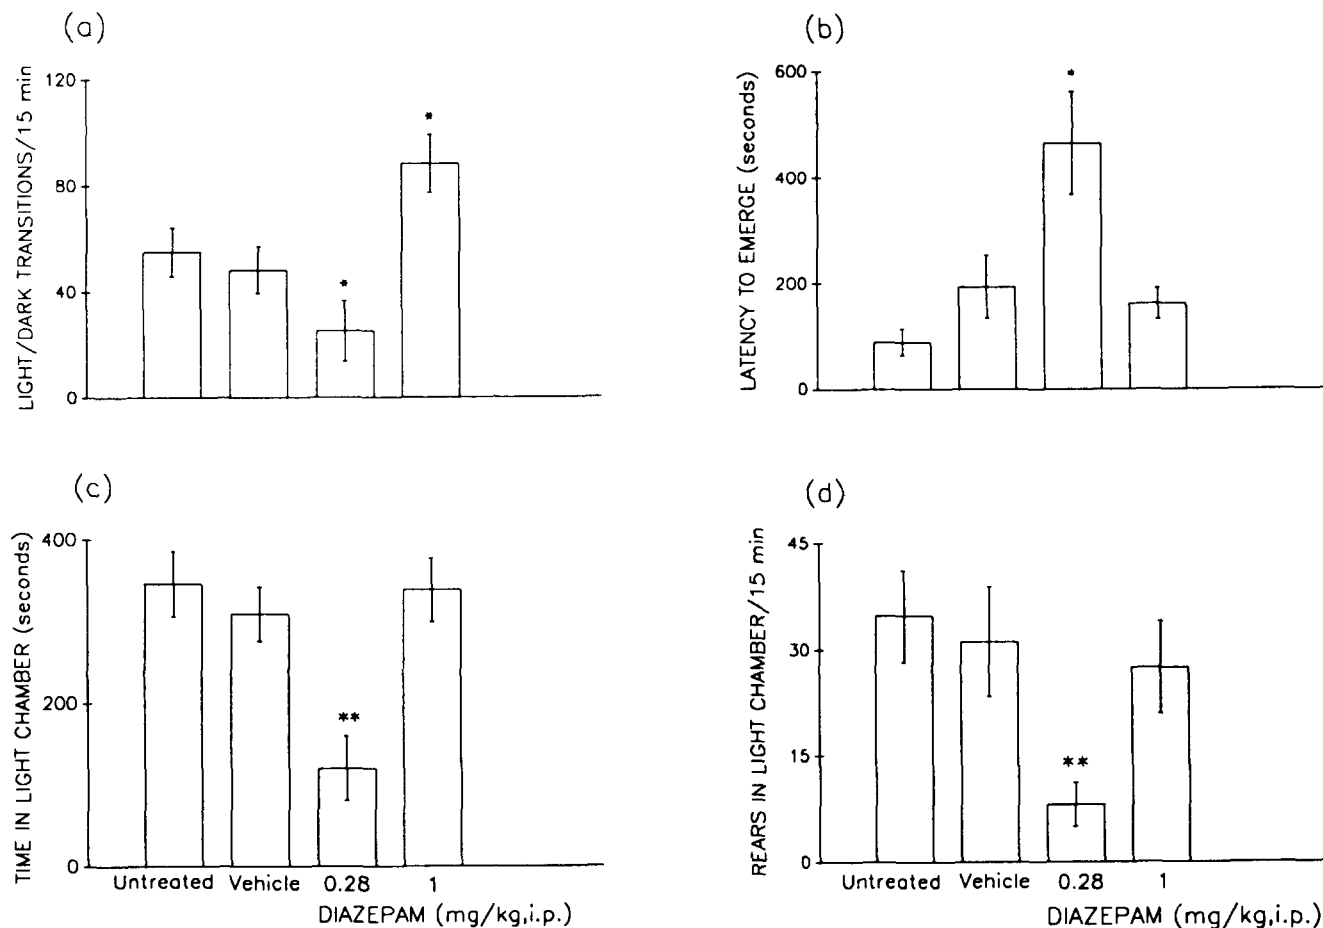 (a)
LIGHT/DARK TRANSITIONS/15 min
120
80
40
0
*
*
(b)
LATENCY TO EMERGE (seconds)
600
400
200
0
*
(c)
TIME IN LIGHT CHAMBER (seconds)
400
200
0
**
Untreated Vehicle 0.28 1
DIAZEPAM (mg/kg,i.p.)
(d)
REARS IN LIGHT CHAMBER/15 min
45
30
15
0
**
Untreated Vehicle 0.28 1
DIAZEPAM (mg/kg,i.p.)